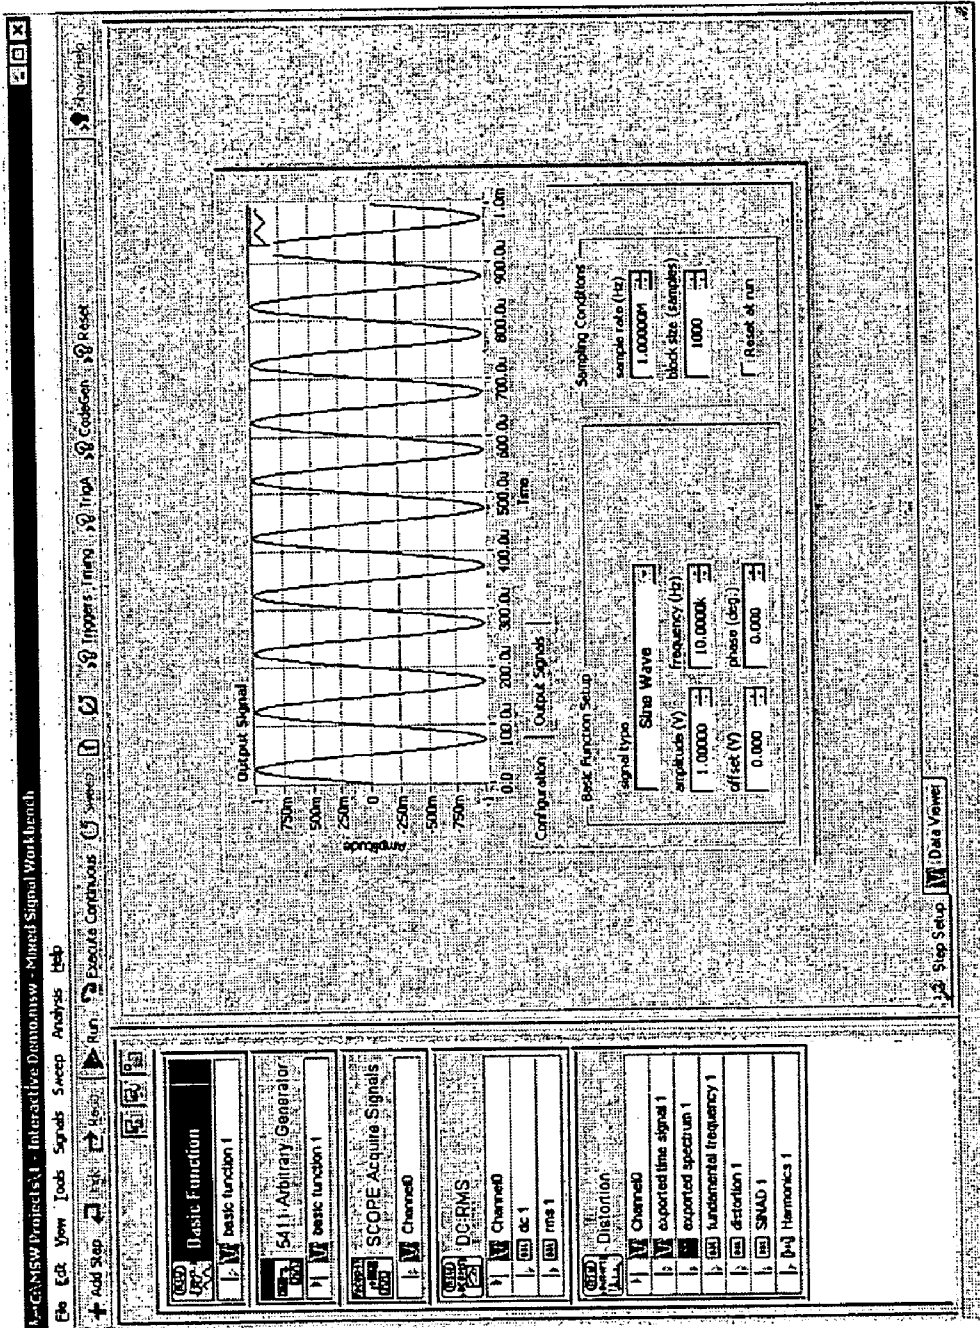 Interactive Demo.msw - Mixed Signal Workbench
File Edit View Tools Signals Sweep Analysis Help
Add Step Run Execute Continuous Sweep Triggers: Timing TrigA CodeGen Reset Show Help
Basic Function
basic function 1
5411 Arbitrary Generator
basic function 1
SCOPE Acquire Signals
Channel0
DC-RMS
Channel0
dc 1
rms 1
Distortion
Channel0
exported time signal 1
exported spectrum 1
fundamental frequency 1
distortion 1
SINAD 1
Harmonics 1
Output Signal
Amplitude
1
750m
500m
250m
0
-250m
-500m
-750m
-1
0.0 100.0u 200.0u 300.0u 400.0u 500.0u 600.0u 700.0u 800.0u 900.0u 1.0m
Time
Configuration Output Signals
Basic Function Setup
signal type
Sine Wave
amplitude (V) frequency (Hz)
1.00000 10.0000k
offset (V) phase (deg.)
0.000 0.000
Sampling Conditions
sample rate (Hz)
1.00000M
block size (samples)
1000
Reset at run
Step Setup Data Viewer